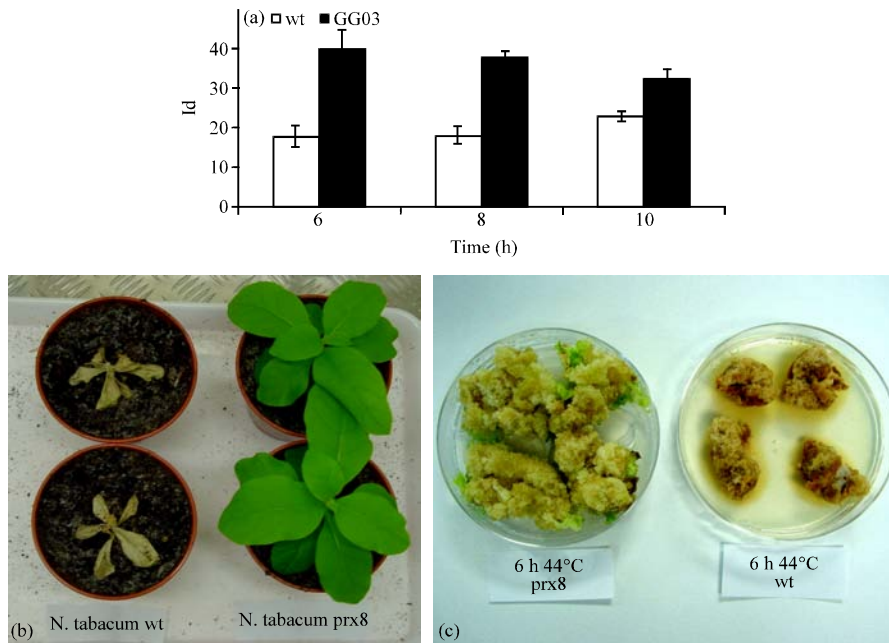 (a) wt GG03
Id
40
30
20
10
0
6 8 10
Time (h)
(b) N. tabacum wt N. tabacum prx8
6 h 44°C
prx8
6 h 44°C
wt
(c)